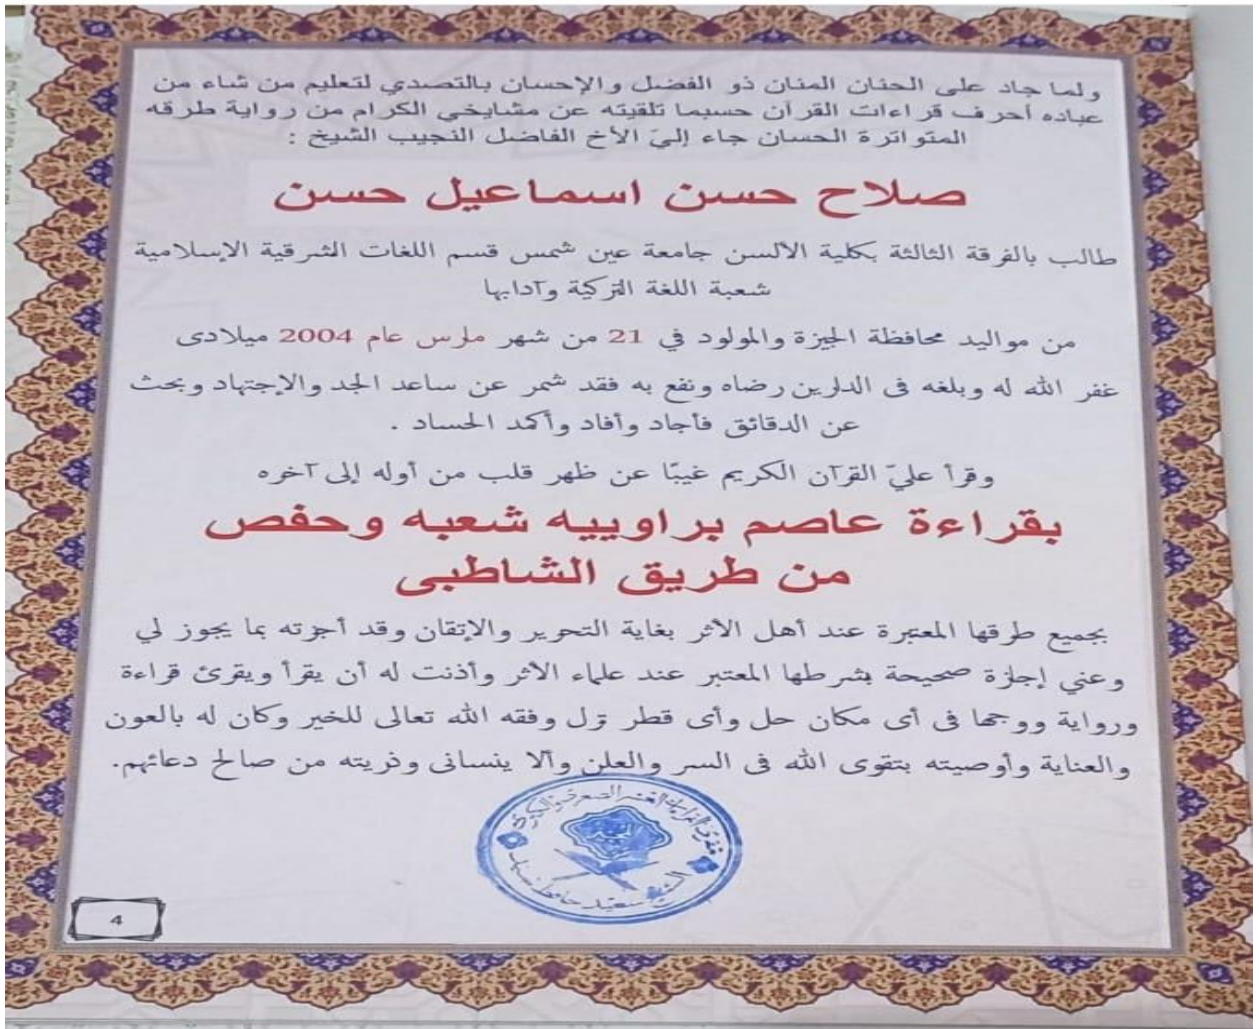 ولما جاد على الحنان المنان ذو الفضل والإحسان بالتصدي لتعليم من شاء من
عباده أحرف قراءات القرآن حسبما تلقيته عن مشايخي الكرام من رواية طرقه
المتواترة الحسان جاء إليّ الأخ الفاضل النجيب الشيخ :
صلاح حسن اسماعيل حسن
طالب بالفرقة الثالثة بكلية الألسن جامعة عين شمس قسم اللغات الشرقية الإسلامية
شعبة اللغة التركية وآدابها
من مواليد محافظة الجيزة والمولود في 21 من شهر مارس عام 2004 ميلادى
غفر الله له وبلغه فى الدارين رضاه ونفع به فقد شمر عن ساعد الجد والإجتهاد وبحث
عن الدقائق فأجاد وأفاد وأكمد الحساد .
وقرأ عليّ القرآن الكريم غيبًا عن ظهر قلب من أوله إلى آخره
بقراءة عاصم براوييه شعبه وحفص
من طريق الشاطبى
بجميع طرقها المعتبرة عند أهل الأثر بغاية التحرير والإتقان وقد أجزته بما يجوز لي
وعني إجازة صحيحة بشرطها المعتبر عند علماء الأثر وأذنت له أن يقرأ ويقرئ قراءة
ورواية ووجها فى أى مكان حل وأى قطر نزل وفقه الله تعالى للخير وكان له بالعون
والعناية وأوصيته بتقوى الله فى السر والعلن وألا ينسانى وذريته من صالح دعائهم.
الشيخ سعيد حافظ
4